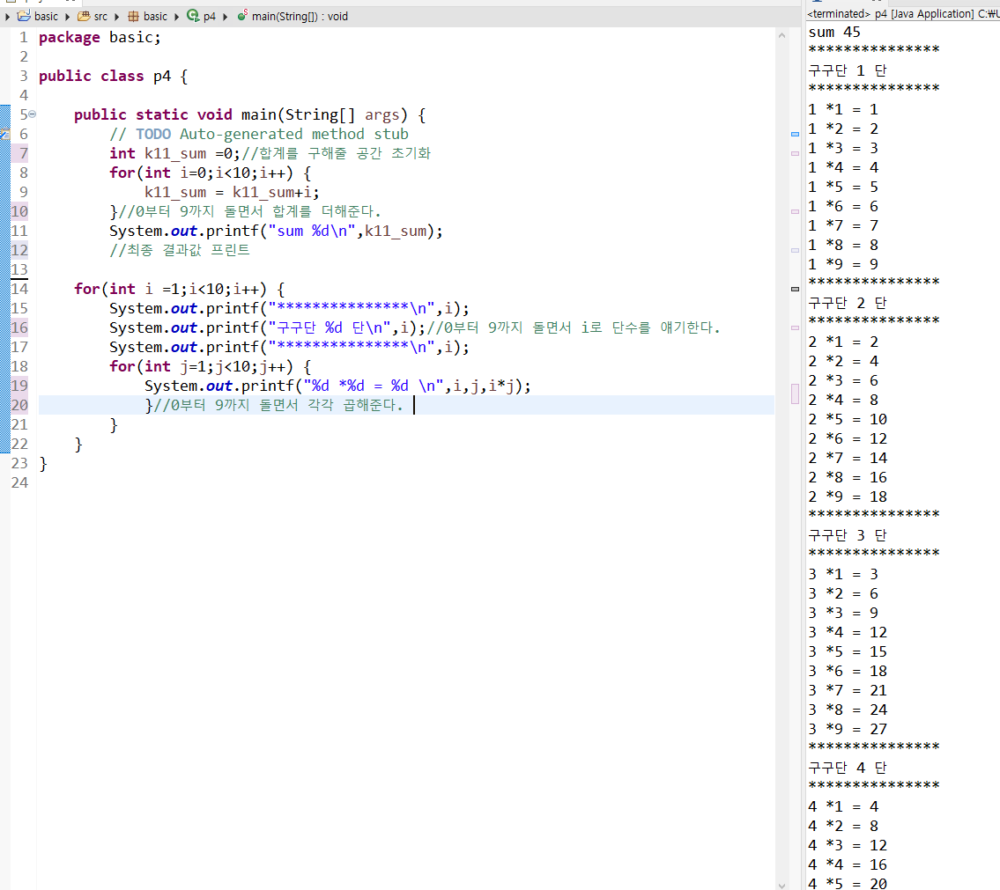 basic src basic p4 main(String[]) : void
1 package basic;
2
3 public class p4 {
4
5 public static void main(String[] args) {
6 // TODO Auto-generated method stub
7 int k11_sum =0;//합계를 구해줄 공간 초기화
8 for(int i=0;i<10;i++) {
9 k11_sum = k11_sum+i;
10 }//0부터 9까지 돌면서 합계를 더해준다.
11 System.out.printf("sum %d\n",k11_sum);
12 //최종 결과값 프린트
13
14 for(int i =1;i<10;i++) {
15 System.out.printf("***************\n",i);
16 System.out.printf("구구단 %d 단\n",i);//0부터 9까지 돌면서 i로 단수를 얘기한다.
17 System.out.printf("***************\n",i);
18 for(int j=1;j<10;j++) {
19 System.out.printf("%d *%d = %d \n",i,j,i*j);
20 }//0부터 9까지 돌면서 각각 곱해준다.
21 }
22 }
23 }
24
<terminated> p4 [Java Application] C:₩U
sum 45
***************
구구단 1 단
***************
1 *1 = 1
1 *2 = 2
1 *3 = 3
1 *4 = 4
1 *5 = 5
1 *6 = 6
1 *7 = 7
1 *8 = 8
1 *9 = 9
***************
구구단 2 단
***************
2 *1 = 2
2 *2 = 4
2 *3 = 6
2 *4 = 8
2 *5 = 10
2 *6 = 12
2 *7 = 14
2 *8 = 16
2 *9 = 18
***************
구구단 3 단
***************
3 *1 = 3
3 *2 = 6
3 *3 = 9
3 *4 = 12
3 *5 = 15
3 *6 = 18
3 *7 = 21
3 *8 = 24
3 *9 = 27
***************
구구단 4 단
***************
4 *1 = 4
4 *2 = 8
4 *3 = 12
4 *4 = 16
4 *5 = 20